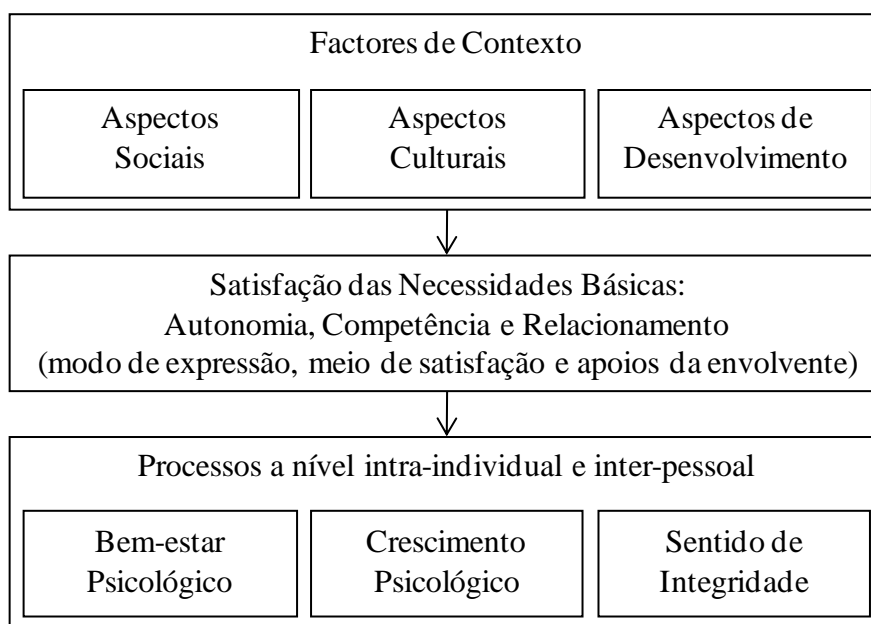 Factores de Contexto
Aspectos
Sociais
Aspectos
Culturais
Aspectos de
Desenvolvimento
Satisfação das Necessidades Básicas:
Autonomia, Competência e Relacionamento
(modo de expressão, meio de satisfação e apoios da envolvente)
Processos a nível intra-individual e inter-pessoal
Bem-estar
Psicológico
Crescimento
Psicológico
Sentido de
Integridade